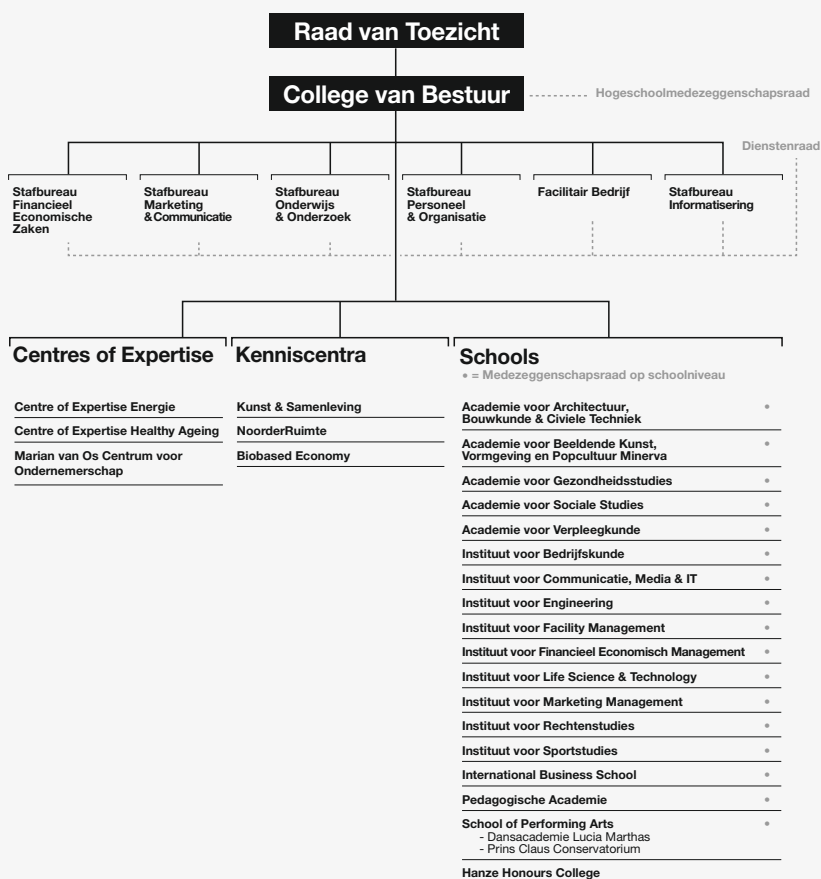 Raad van Toezicht
College van Bestuur
Hogeschoolmedezeggenschapsraad
Dienstenraad
Stafbureau
Financieel
Economische
Zaken
Stafbureau
Marketing
& Communicatie
Stafbureau
Onderwijs
& Onderzoek
Stafbureau
Personeel
& Organisatie
Facilitair Bedrijf
Stafbureau
Informatisering
Centres of Expertise
Centre of Expertise Energie
Centre of Expertise Healthy Ageing
Marian van Os Centrum voor
Ondernemerschap
Kenniscentra
Kunst & Samenleving
NoorderRuimte
Biobased Economy
Schools
• = Medezeggenschapsraad op schoolniveau
Academie voor Architectuur,
Bouwkunde & Civiele Techniek •
Academie voor Beeldende Kunst,
Vormgeving en Popcultuur Minerva •
Academie voor Gezondheidsstudies •
Academie voor Sociale Studies •
Academie voor Verpleegkunde •
Instituut voor Bedrijfskunde •
Instituut voor Communicatie, Media & IT •
Instituut voor Engineering •
Instituut voor Facility Management •
Instituut voor Financieel Economisch Management •
Instituut voor Life Science & Technology •
Instituut voor Marketing Management •
Instituut voor Rechtenstudies •
Instituut voor Sportstudies •
International Business School •
Pedagogische Academie •
School of Performing Arts •
- Dansacademie Lucia Marthas
- Prins Claus Conservatorium
Hanze Honours College